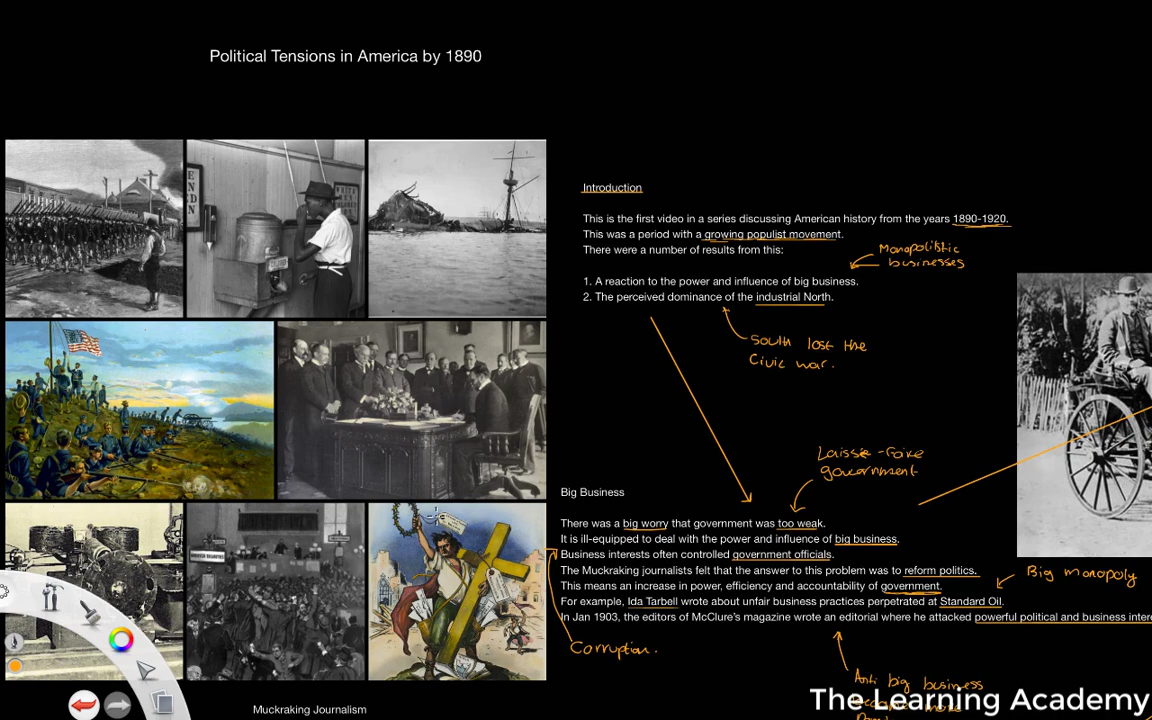 Political Tensions in America by 1890
Introduction
This is the first video in a series discussing American history from the years 1890-1920.
This was a period with a growing populist movement.
There were a number of results from this:
Monopolistic
businesses
1. A reaction to the power and influence of big business.
2. The perceived dominance of the industrial North.
South lost the
Civic war.
Laisse-faire
government
Big Business
There was a big worry that government was too weak.
It is ill-equipped to deal with the power and influence of big business.
Business interests often controlled government officials.
The Muckraking journalists felt that the answer to this problem was to reform politics.
This means an increase in power, efficiency and accountability of government.
Big monopoly
For example, Ida Tarbell wrote about unfair business practices perpetrated at Standard Oil.
In Jan 1903, the editors of McClure's magazine wrote an editorial where he attacked powerful political and business
Corruption.
Anti big business
The Learning Academy
Muckraking Journalism